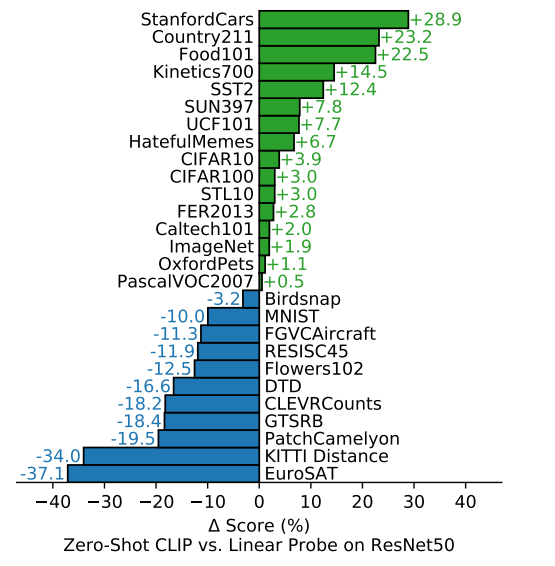 StanfordCars +28.9
Country211 +23.2
Food101 +22.5
Kinetics700 +14.5
SST2 +12.4
SUN397 +7.8
UCF101 +7.7
HatefulMemes +6.7
CIFAR10 +3.9
CIFAR100 +3.0
STL10 +3.0
FER2013 +2.8
Caltech101 +2.0
ImageNet +1.9
OxfordPets +1.1
PascalVOC2007 +0.5
-3.2 Birdsnap
-10.0 MNIST
-11.3 FGVCAircraft
-11.9 RESISC45
-12.5 Flowers102
-16.6 DTD
-18.2 CLEVRCounts
-18.4 GTSRB
-19.5 PatchCamelyon
-34.0 KITTI Distance
-37.1 EuroSAT
−40 −30 −20 −10 0 10 20 30 40
Δ Score (%)
Zero-Shot CLIP vs. Linear Probe on ResNet50